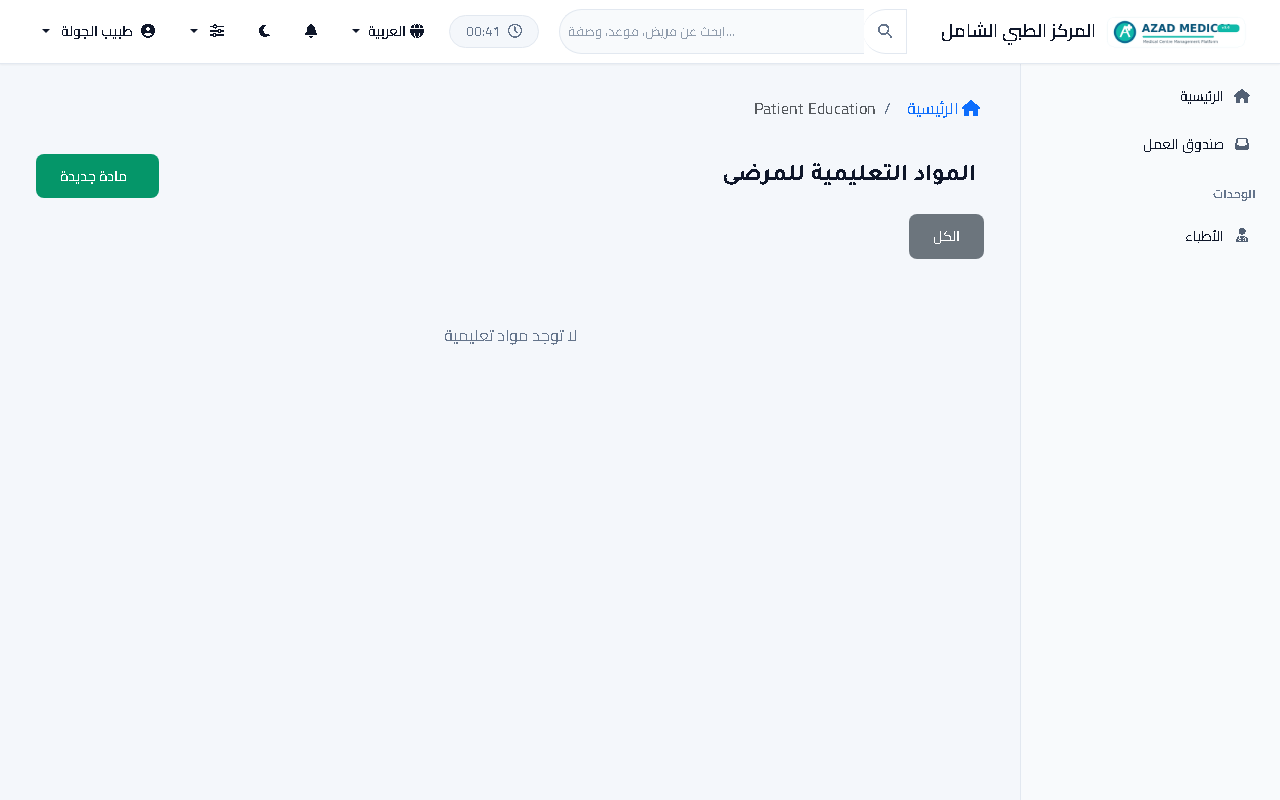 AZAD MEDIC
Medical Centre Management Platform
المركز الطبي الشامل
ابحث عن مريض، موعد، وصفة...
00:41
العربية
طبيب الجولة
الرئيسية
صندوق العمل
الوحدات
الأطباء
الرئيسية / Patient Education
المواد التعليمية للمرضى
مادة جديدة
الكل
لا توجد مواد تعليمية